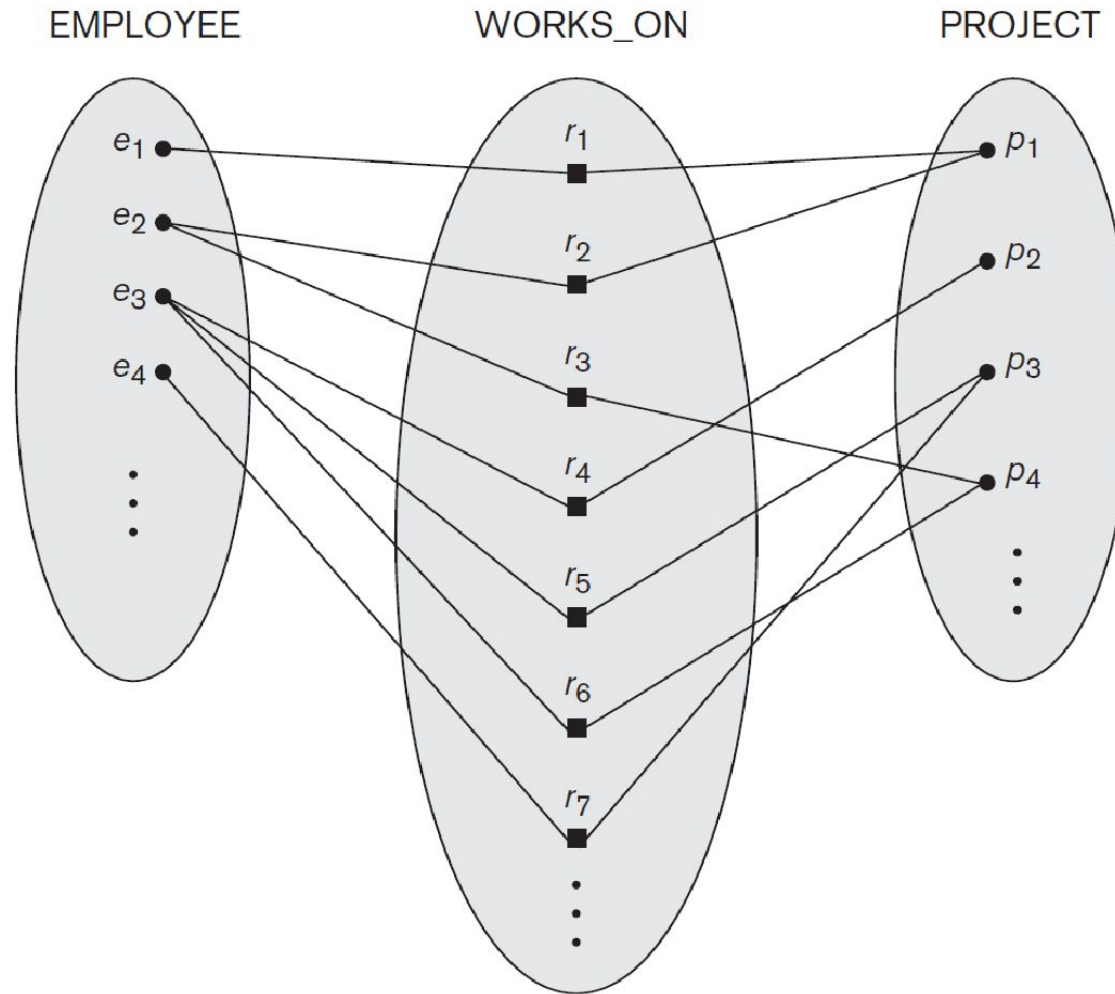 EMPLOYEE WORKS_ON PROJECT
e1 r1 p1
e2 r2 p2
e3 r3 p3
e4 r4 p4
r5
r6
r7